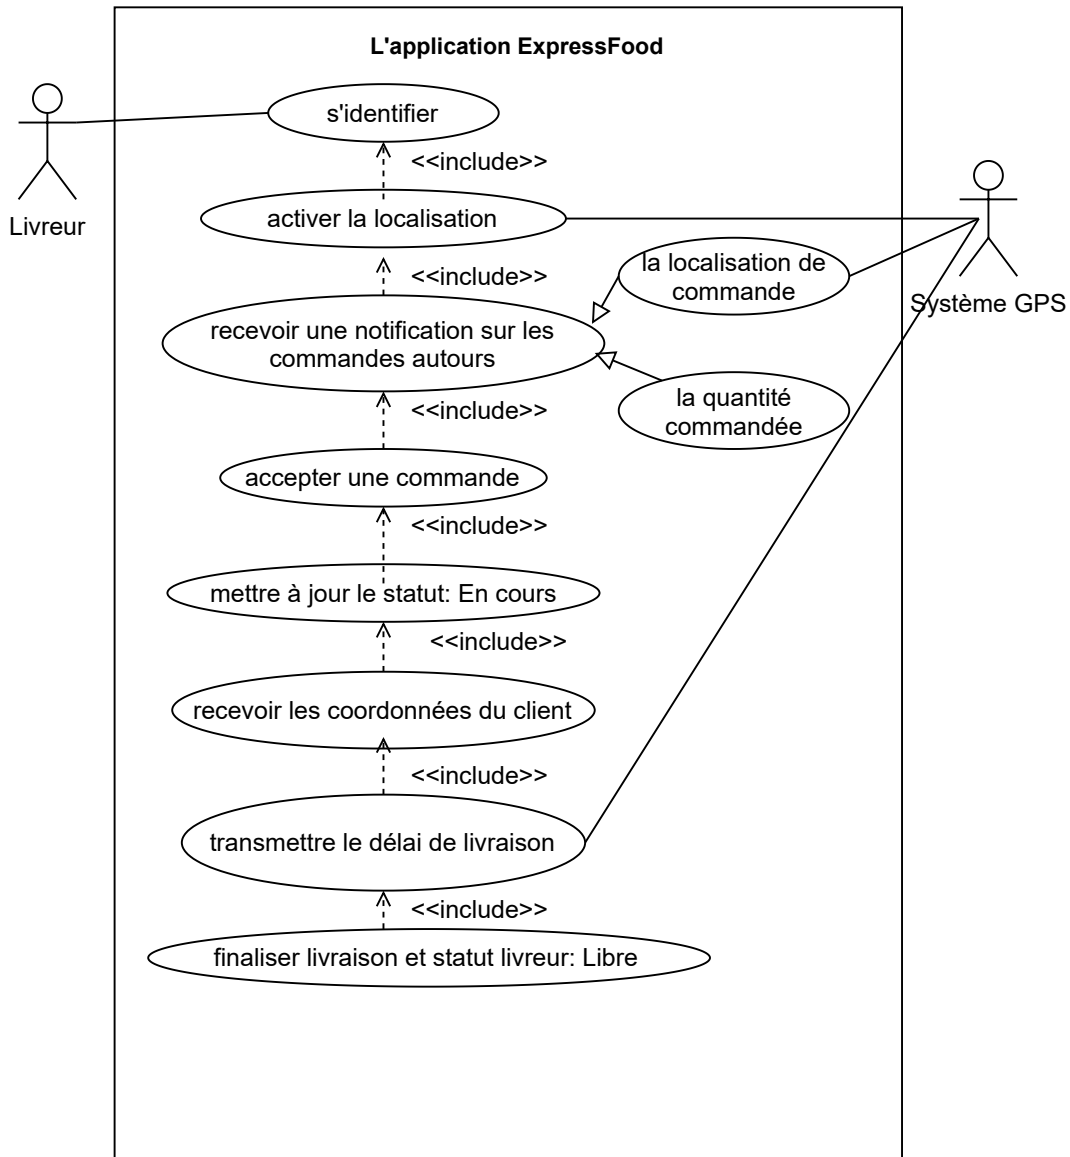 L'application ExpressFood
s'identifier
<<include>>
Livreur
activer la localisation
<<include>>
la localisation de
commande
Système GPS
recevoir une notification sur les
commandes autours
la quantité
commandée
<<include>>
accepter une commande
<<include>>
mettre à jour le statut: En cours
<<include>>
recevoir les coordonnées du client
<<include>>
transmettre le délai de livraison
<<include>>
finaliser livraison et statut livreur: Libre